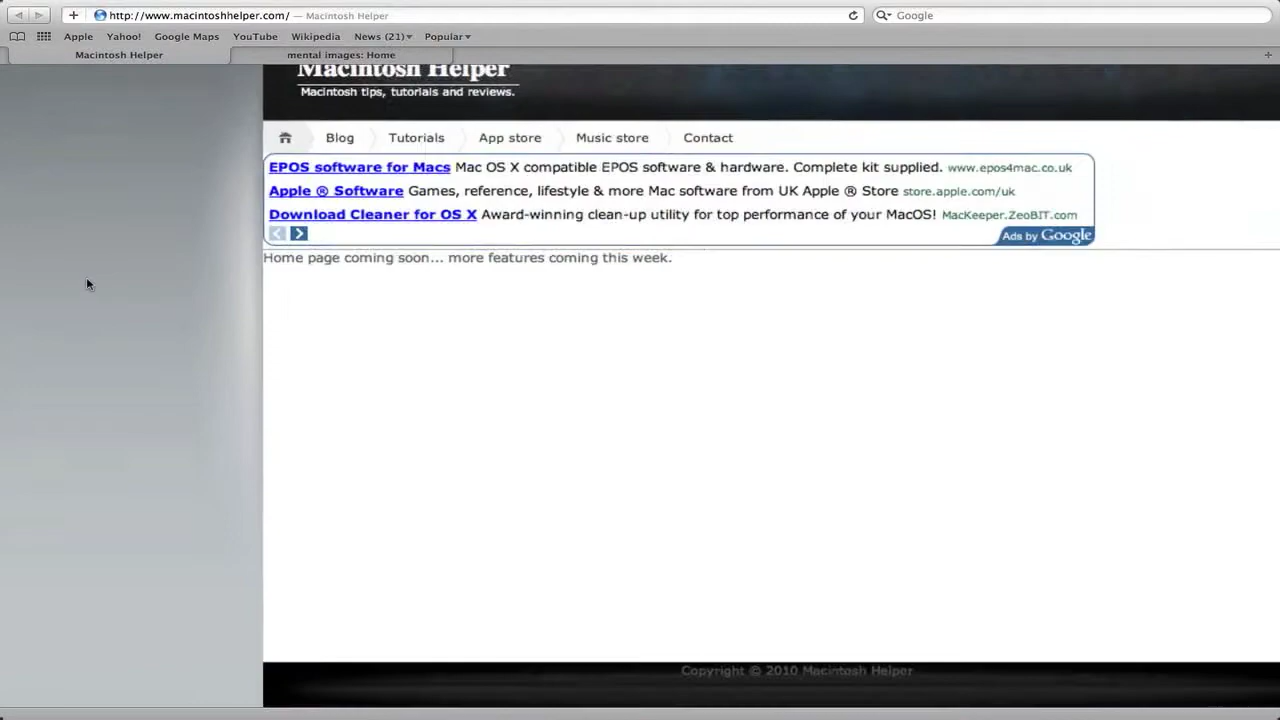 http://www.macintoshhelper.com/ — Macintosh Helper
Google
Apple Yahoo! Google Maps YouTube Wikipedia News (21) Popular
Macintosh Helper
mental images: Home
Macintosh Helper
Macintosh tips, tutorials and reviews.
Blog Tutorials App store Music store Contact
EPOS software for Macs Mac OS X compatible EPOS software & hardware. Complete kit supplied. www.epos4mac.co.uk
Apple ® Software Games, reference, lifestyle & more Mac software from UK Apple ® Store store.apple.com/uk
Download Cleaner for OS X Award-winning clean-up utility for top performance of your MacOS! MacKeeper.ZeoBIT.com
Ads by Google
Home page coming soon... more features coming this week.
Copyright © 2010 Macintosh Helper